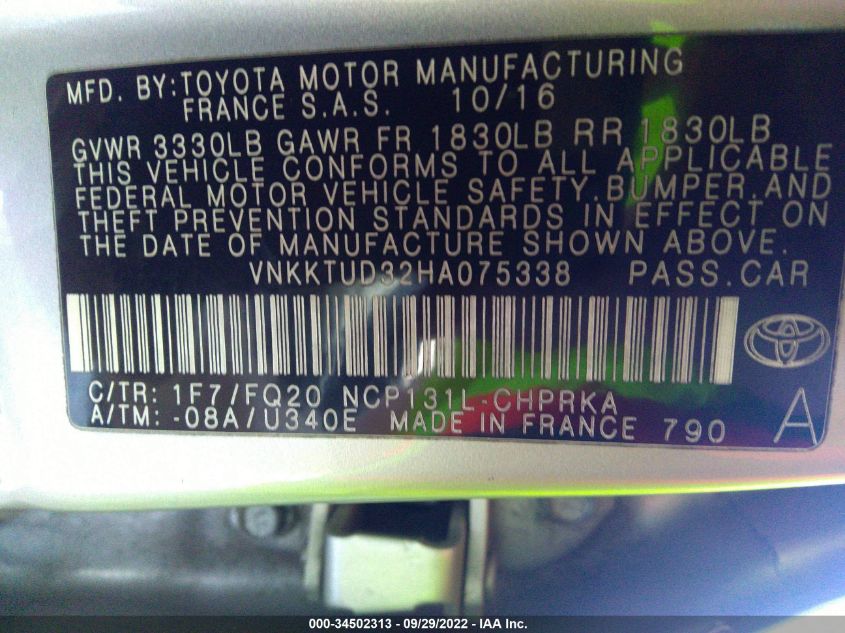 MFD. BY:TOYOTA MOTOR MANUFACTURING
FRANCE S.A.S. 10/16
GVWR 3330LB GAWR FR 1830LB RR 1830LB
THIS VEHICLE CONFORMS TO ALL APPLICABLE
FEDERAL MOTOR VEHICLE SAFETY,BUMPER,AND
THEFT PREVENTION STANDARDS IN EFFECT ON
THE DATE OF MANUFACTURE SHOWN ABOVE.
VNKKTUD32HA075338 PASS.CAR
C/TR: 1F7/FQ20 NCP131L-CHPRKA
A/TM: -08A/U340E MADE IN FRANCE 790 A
000-34502313 - 09/29/2022 - IAA Inc.